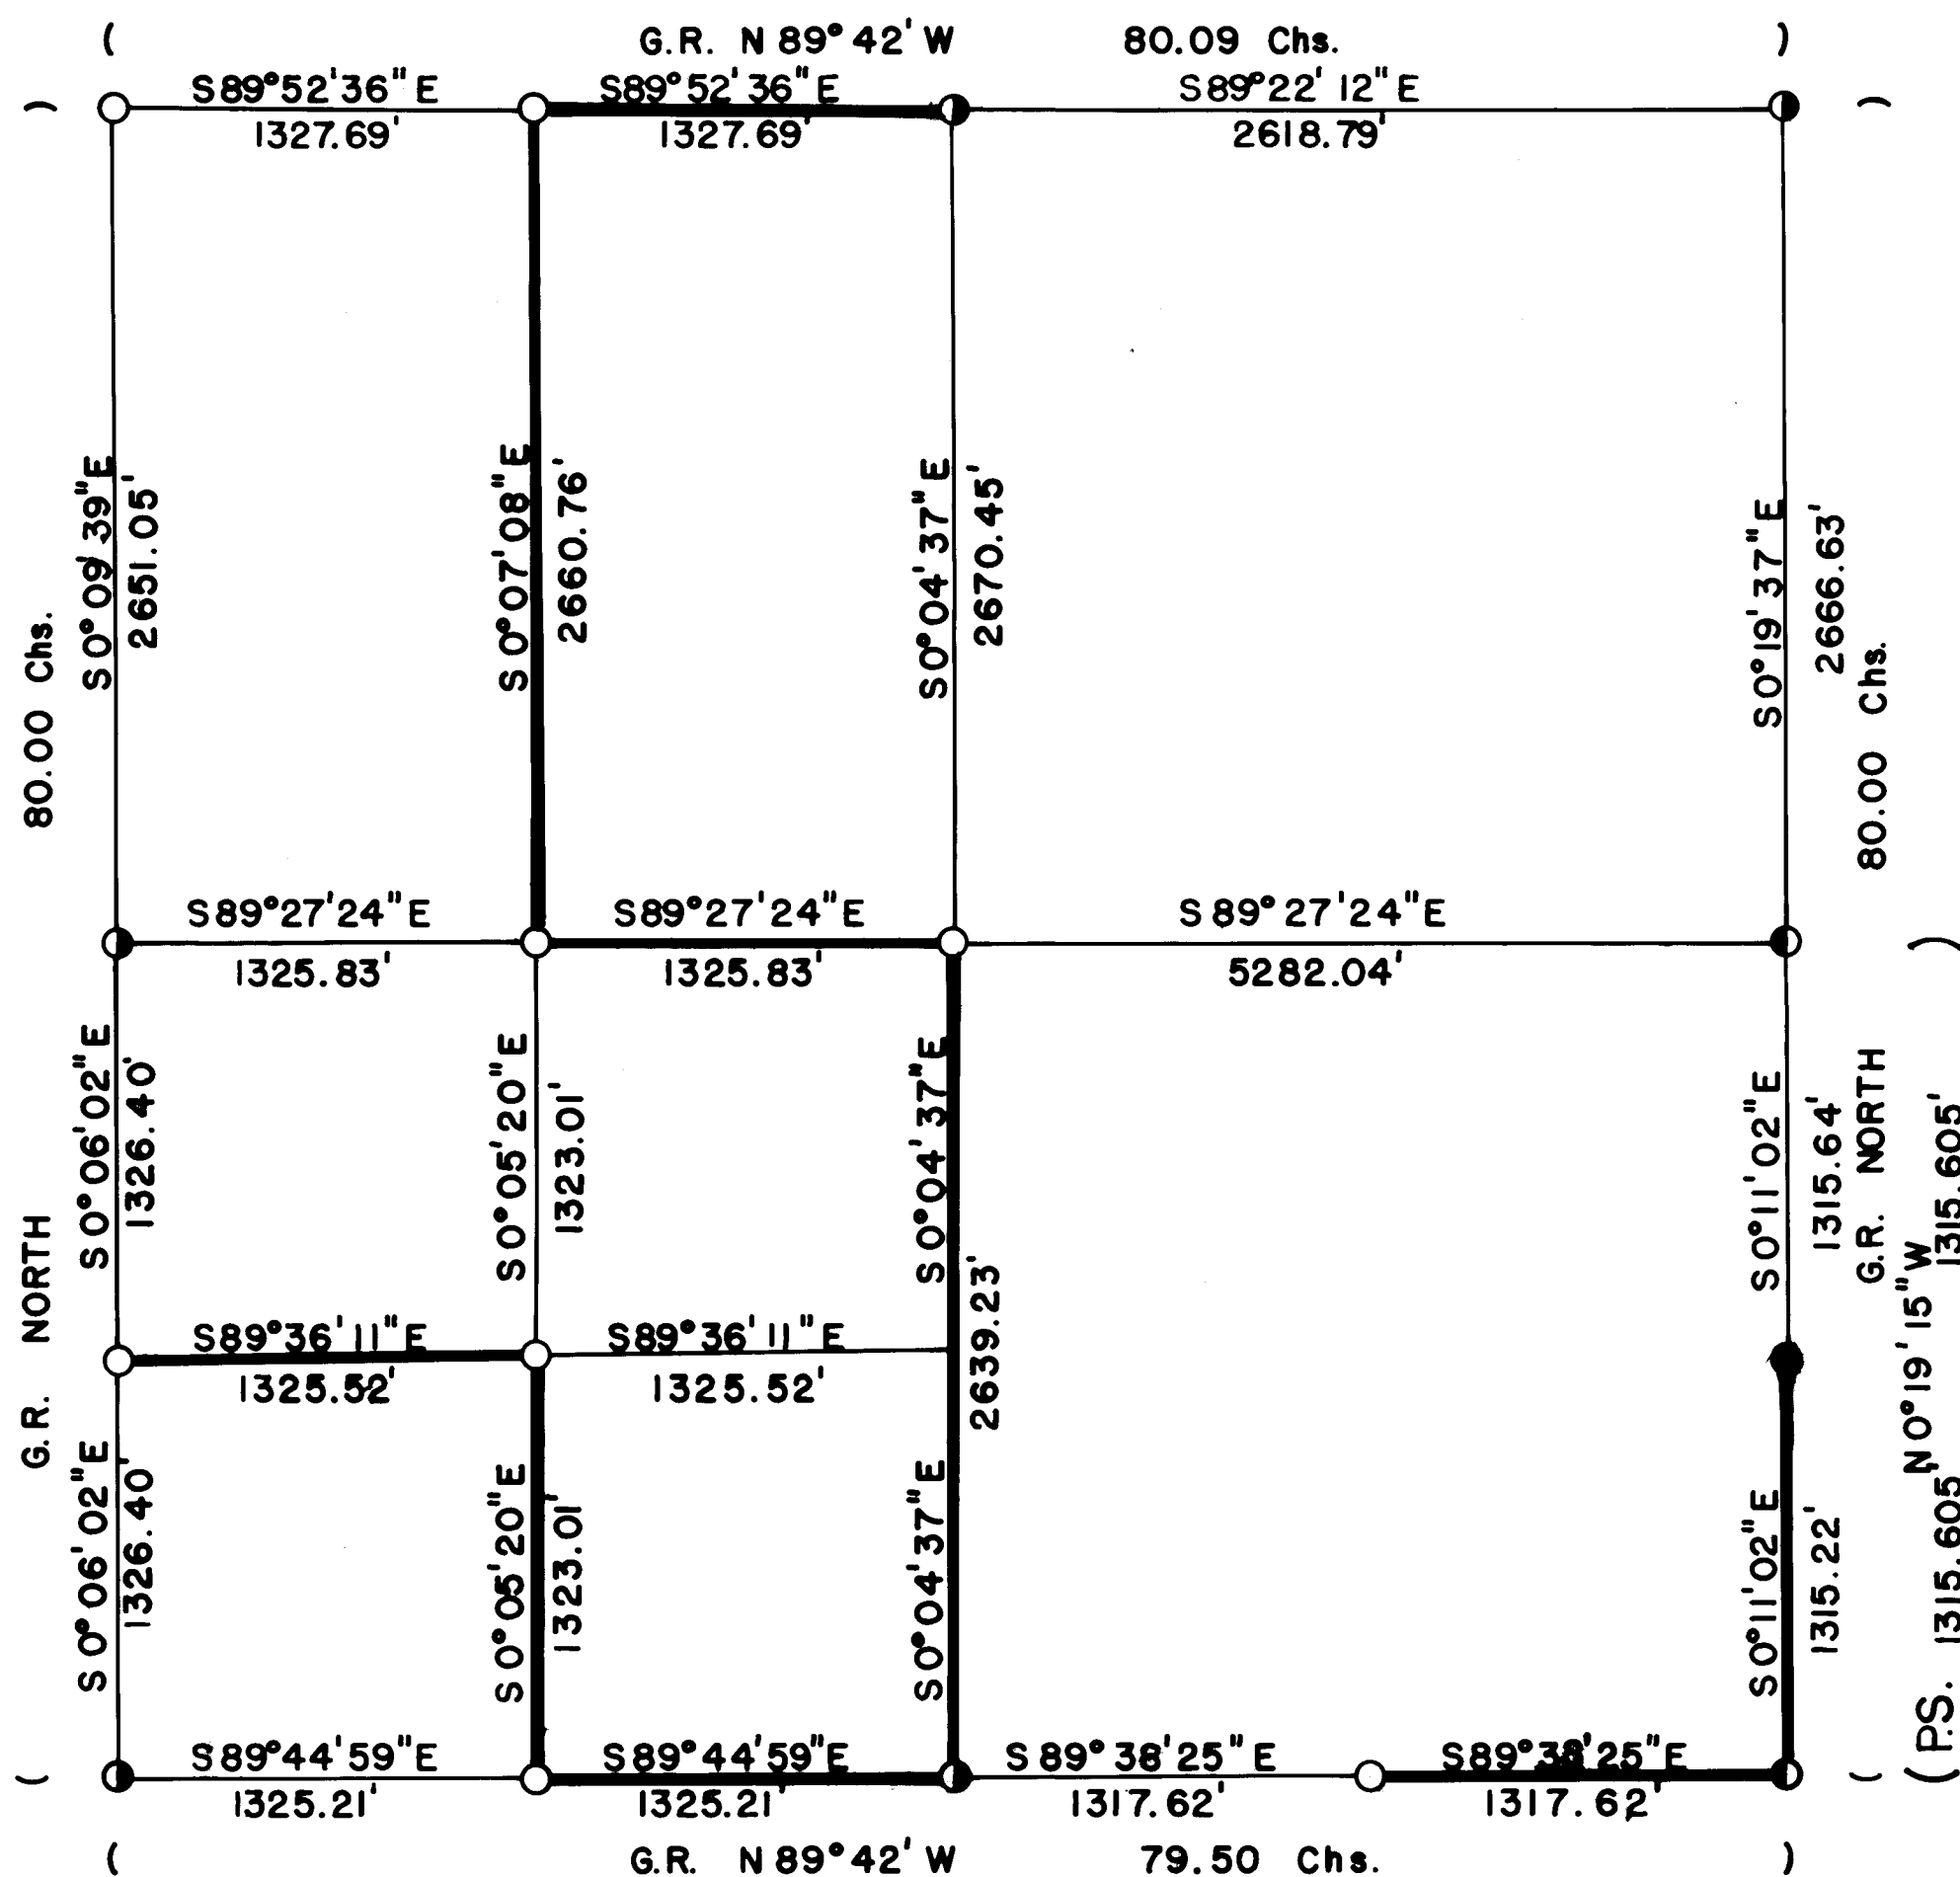 G.R. N 89° 42' W 80.09 Chs.
S89°52'36"E S89°52'36"E S89°22'12"E
1327.69' 1327.69' 2618.79'
S0°09'39"E
2651.05'
S0°07'08"E
2660.76'
S0°04'37"E
2670.45'
S0°19'37"E
2666.63'
G.R. NORTH 80.00 Chs.
G.R. NORTH 80.00 Chs.
S89°27'24"E S89°27'24"E S89°27'24"E
1325.83' 1325.83' 5282.04'
S0°06'02"E
1326.40'
S0°05'20"E
1323.01'
S0°04'37"E
2639.23'
S0°11'02"E
1315.64'
(P.S. N0°19'15"W
1315.605' 1315.605')
S89°36'11"E S89°36'11"E
1325.52' 1325.52'
S0°06'02"E
1326.40'
S0°05'20"E
1323.01'
S0°04'37"E
S0°11'02"E
1315.22'
S89°44'59"E S89°44'59"E S89°38'25"E S89°38'25"E
1325.21' 1325.21' 1317.62' 1317.62'
( G.R. N 89°42' W 79.50 Chs. )